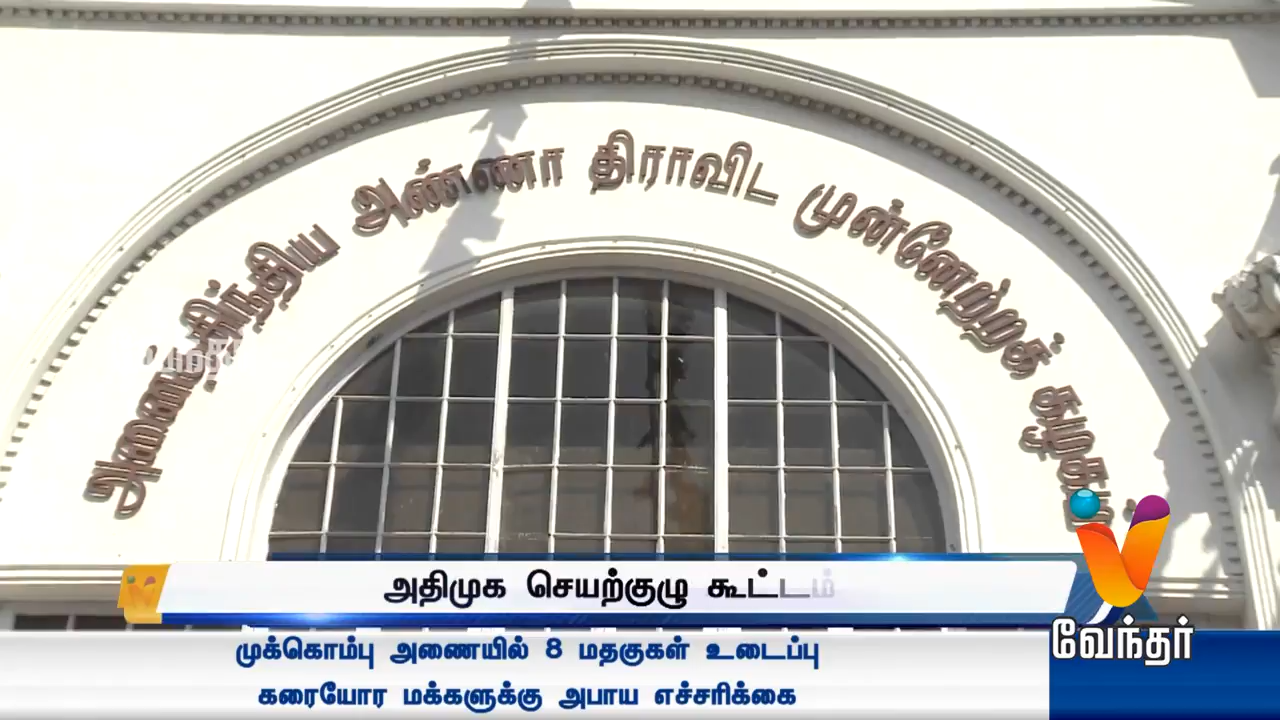 அனைத்திந்திய அண்ணா திராவிட முன்னேற்றக் கழகம்
அதிமுக செயற்குழு கூட்டம்
முக்கொம்பு அணையில் 8 மதகுகள் உடைப்பு
கரையோர மக்களுக்கு அபாய எச்சரிக்கை
வேந்தர்